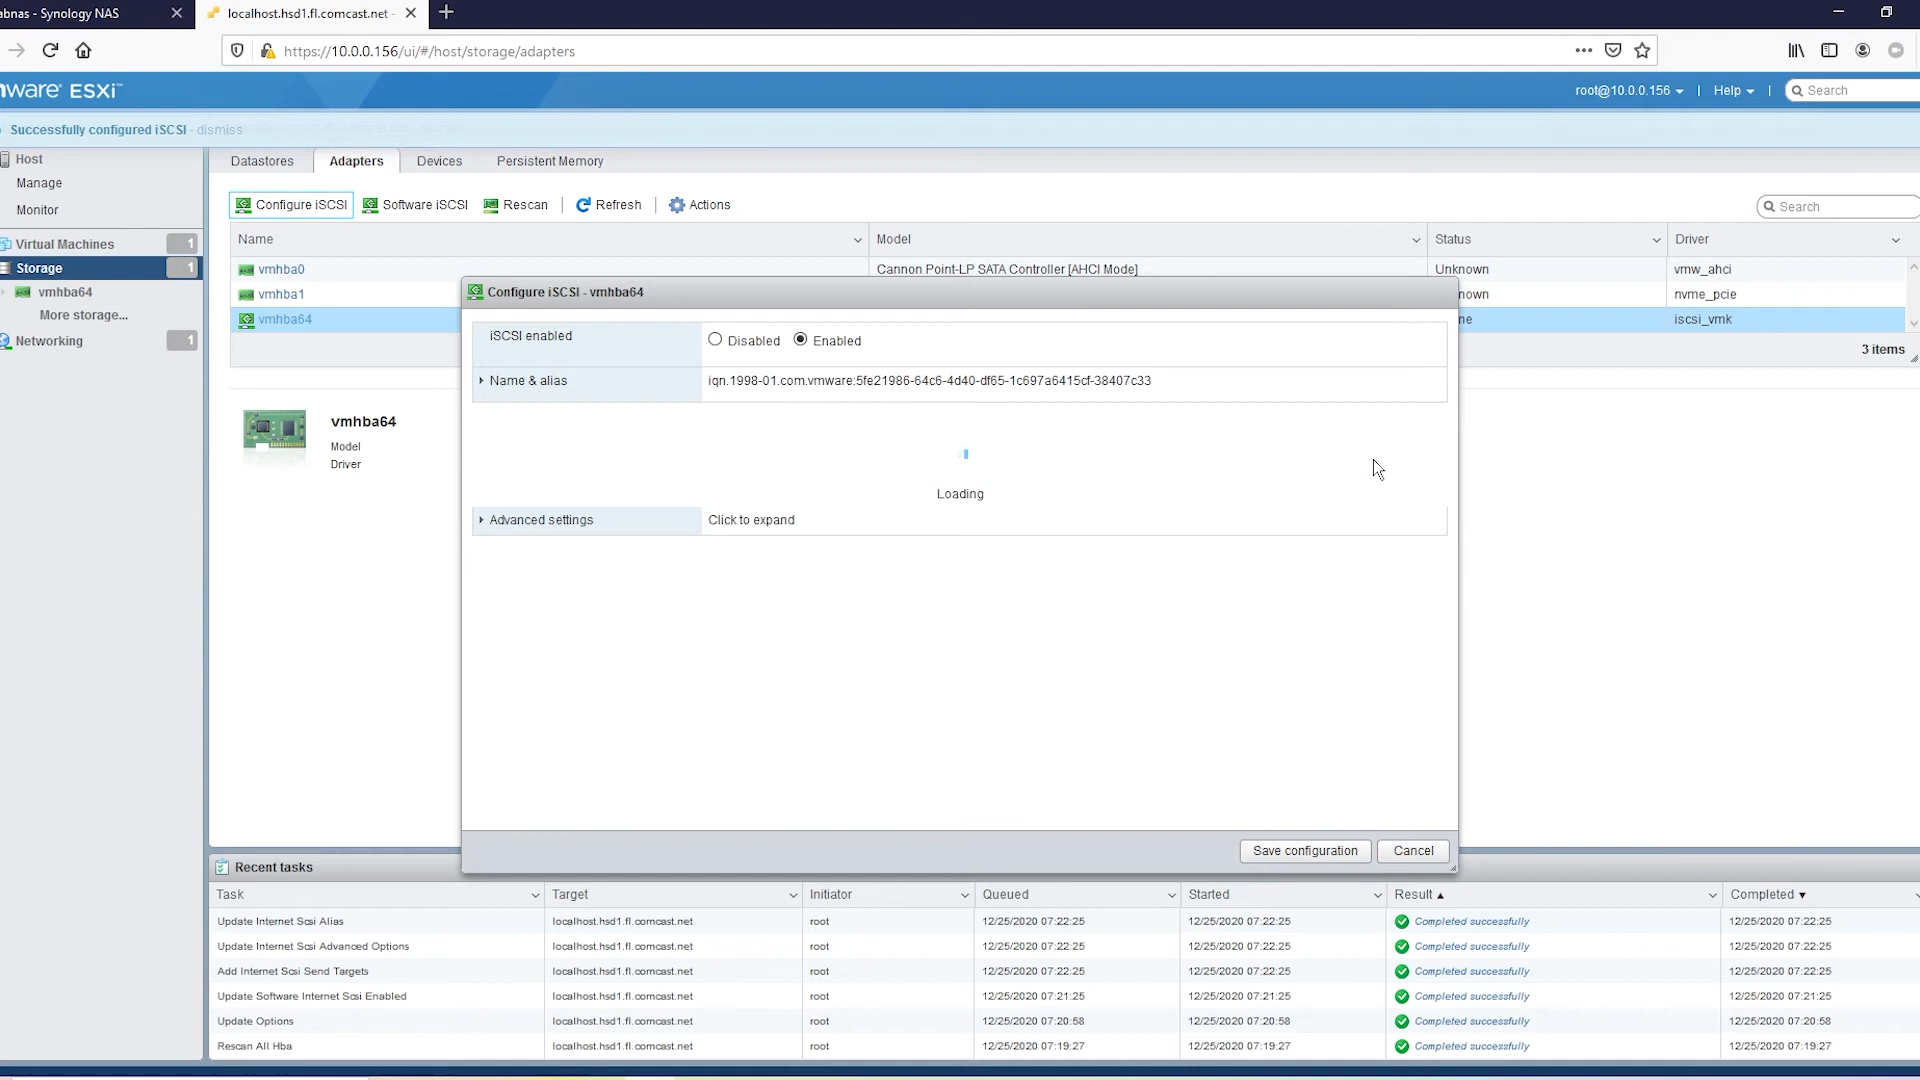 abnas - Synology NAS
localhost.hsd1.fl.comcast.net -
https://10.0.0.156/ui/#/host/storage/adapters
mware ESXi™
root@10.0.0.156 | Help | Search
Successfully configured iSCSI - dismiss
Host
Manage
Monitor
Virtual Machines 1
Storage 1
vmhba64
More storage...
Networking 1
Datastores Adapters Devices Persistent Memory
Configure iSCSI Software iSCSI Rescan | Refresh | Actions
Search
Name Model Status Driver
vmhba0 Cannon Point-LP SATA Controller [AHCI Mode] Unknown vmw_ahci
vmhba1 nown nvme_pcie
vmhba64 ne iscsi_vmk
3 items
vmhba64
Model
Driver
Configure iSCSI - vmhba64
iSCSI enabled Disabled Enabled
Name & alias iqn.1998-01.com.vmware:5fe21986-64c6-4d40-df65-1c697a6415cf-38407c33
Loading
Advanced settings Click to expand
Save configuration Cancel
Recent tasks
Task Target Initiator Queued Started Result Completed
Update Internet Scsi Alias localhost.hsd1.fl.comcast.net root 12/25/2020 07:22:25 12/25/2020 07:22:25 Completed successfully 12/25/2020 07:22:25
Update Internet Scsi Advanced Options localhost.hsd1.fl.comcast.net root 12/25/2020 07:22:25 12/25/2020 07:22:25 Completed successfully 12/25/2020 07:22:25
Add Internet Scsi Send Targets localhost.hsd1.fl.comcast.net root 12/25/2020 07:22:25 12/25/2020 07:22:25 Completed successfully 12/25/2020 07:22:25
Update Software Internet Scsi Enabled localhost.hsd1.fl.comcast.net root 12/25/2020 07:21:25 12/25/2020 07:21:25 Completed successfully 12/25/2020 07:21:25
Update Options localhost.hsd1.fl.comcast.net root 12/25/2020 07:20:58 12/25/2020 07:20:58 Completed successfully 12/25/2020 07:20:58
Rescan All Hba localhost.hsd1.fl.comcast.net root 12/25/2020 07:19:27 12/25/2020 07:19:27 Completed successfully 12/25/2020 07:19:27